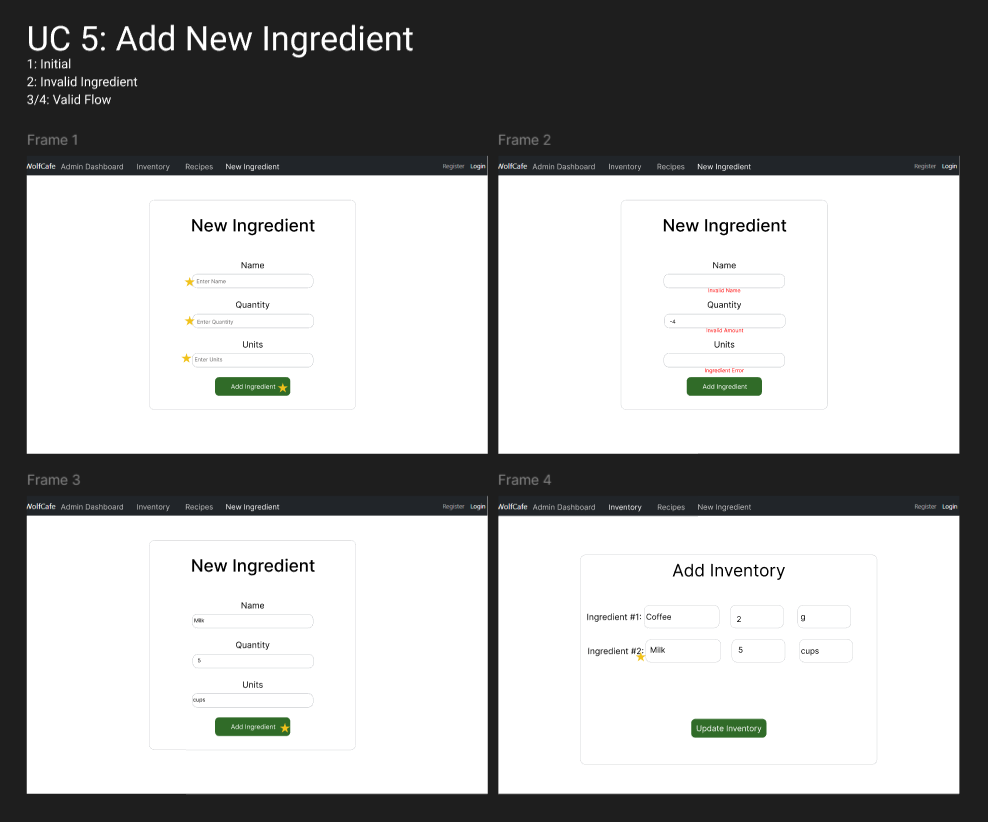 UC 5: Add New Ingredient
1: Initial
2: Invalid Ingredient
3/4: Valid Flow
Frame 1
WolfCafe Admin Dashboard Inventory Recipes New Ingredient Register Login
New Ingredient
Name
Enter Name
Quantity
Enter Quantity
Units
Enter Units
Add Ingredient
Frame 2
WolfCafe Admin Dashboard Inventory Recipes New Ingredient Register Login
New Ingredient
Name
Invalid Name
Quantity
-4
Invalid Amount
Units
Ingredient Error
Add Ingredient
Frame 3
WolfCafe Admin Dashboard Inventory Recipes New Ingredient Register Login
New Ingredient
Name
Milk
Quantity
5
Units
cups
Add Ingredient
Frame 4
WolfCafe Admin Dashboard Inventory Recipes New Ingredient Register Login
Add Inventory
Ingredient #1: Coffee 2 g
Ingredient #2: Milk 5 cups
Update Inventory